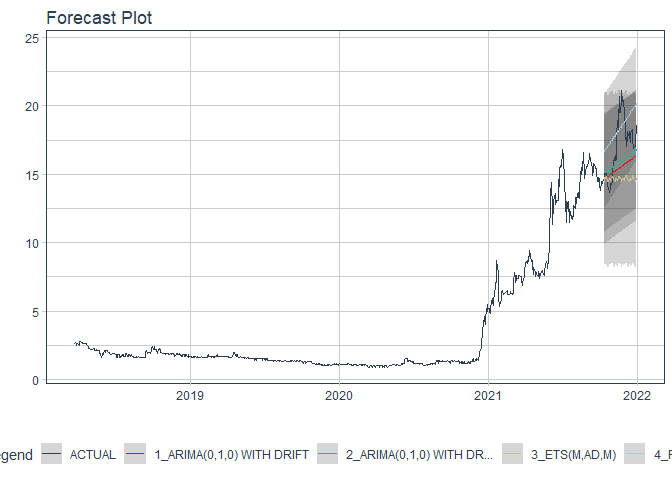 Forecast Plot
25
20
15
10
5
0
2019 2020 2021 2022
egend ACTUAL 1_ARIMA(0,1,0) WITH DRIFT 2_ARIMA(0,1,0) WITH DR... 3_ETS(M,AD,M)